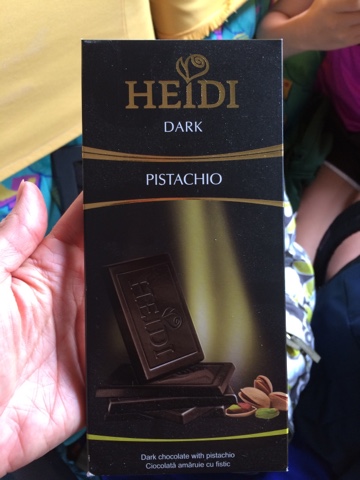 HEIDI
DARK
PISTACHIO
HEIDI
Dark chocolate with pistachio
Ciocolată amăruie cu fistic